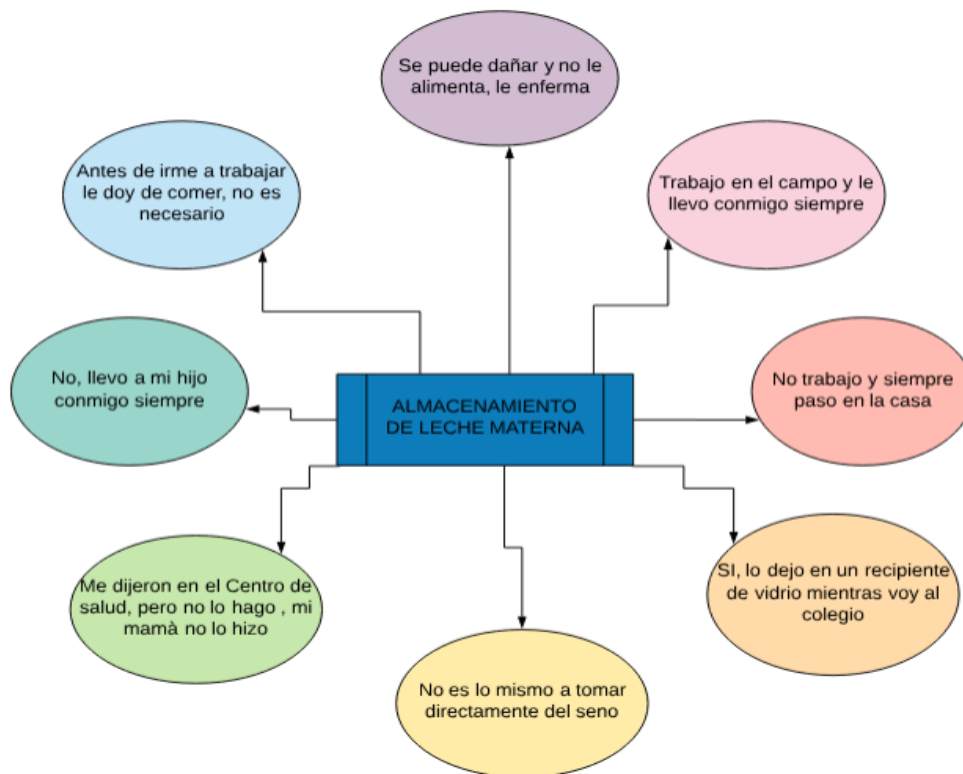 Se puede dañar y no le
alimenta, le enferma
Antes de irme a trabajar
le doy de comer, no es
necesario
Trabajo en el campo y le
llevo conmigo siempre
No, llevo a mi hijo
conmigo siempre
ALMACENAMIENTO
DE LECHE MATERNA
No trabajo y siempre
paso en la casa
Me dijeron en el Centro de
salud, pero no lo hago , mi
mamà no lo hizo
SI, lo dejo en un recipiente
de vidrio mientras voy al
colegio
No es lo mismo a tomar
directamente del seno